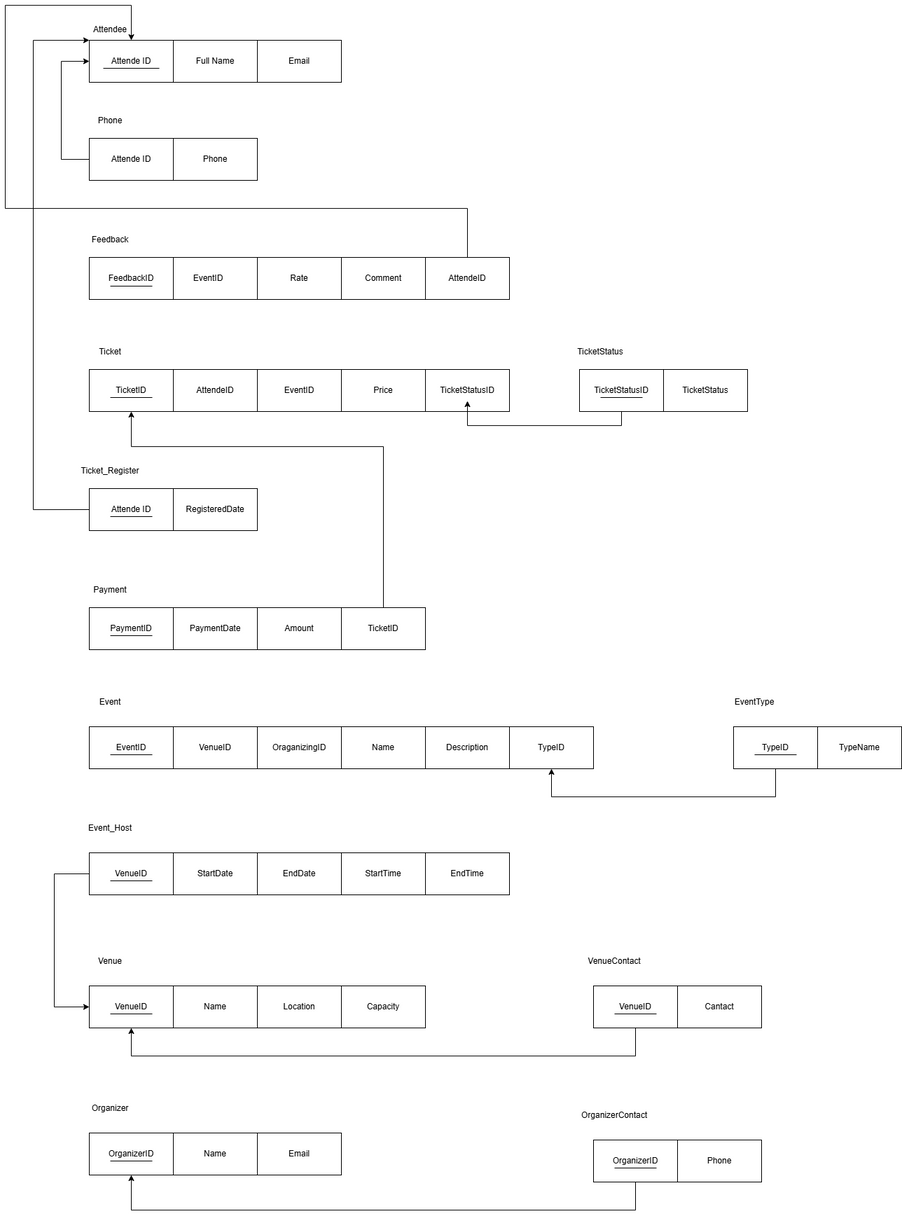 Attendee
Attende ID Full Name Email
Phone
Attende ID Phone
Feedback
FeedbackID EventID Rate Comment AttendeID
Ticket TicketStatus
TicketID AttendeID EventID Price TicketStatusID TicketStatusID TicketStatus
Ticket_Register
Attende ID RegisteredDate
Payment
PaymentID PaymentDate Amount TicketID
Event EventType
EventID VenueID OraganizingID Name Description TypeID TypeID TypeName
Event_Host
VenueID StartDate EndDate StartTime EndTime
Venue VenueContact
VenueID Name Location Capacity VenueID Cantact
Organizer OrganizerContact
OrganizerID Name Email OrganizerID Phone